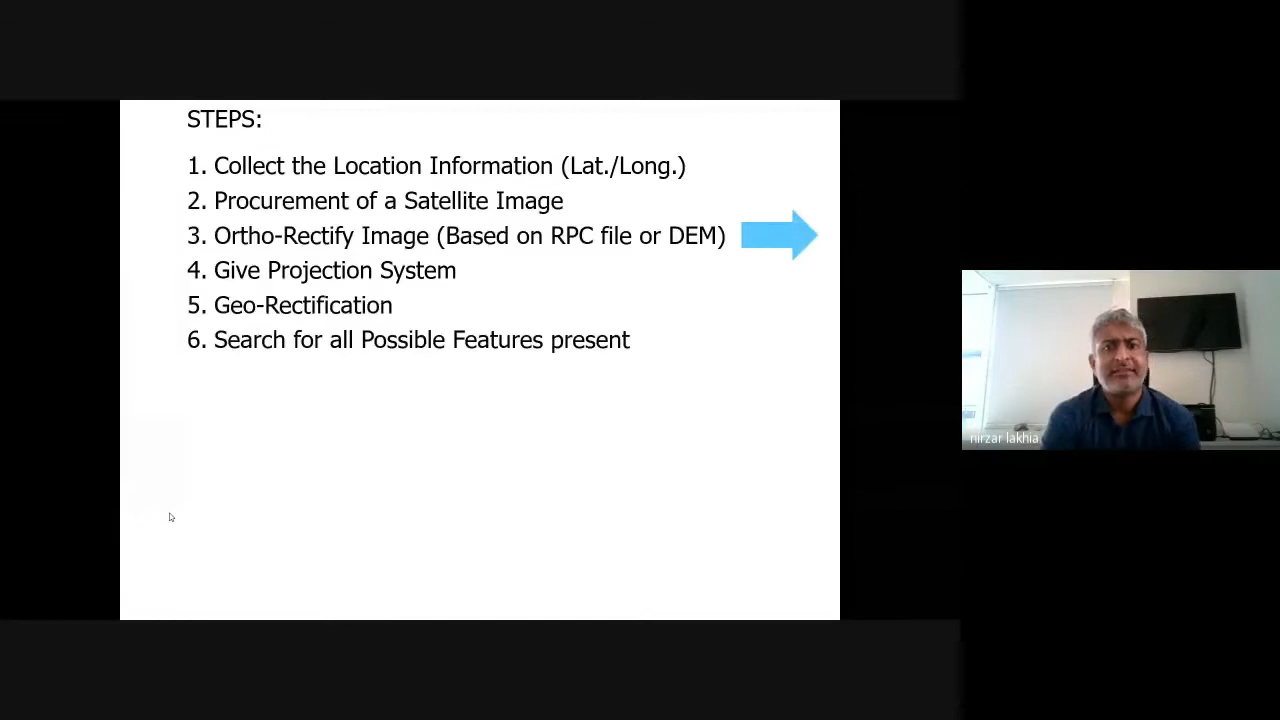 STEPS:
1. Collect the Location Information (Lat./Long.)
2. Procurement of a Satellite Image
3. Ortho-Rectify Image (Based on RPC file or DEM)
4. Give Projection System
5. Geo-Rectification
6. Search for all Possible Features present
nirzar lakhia